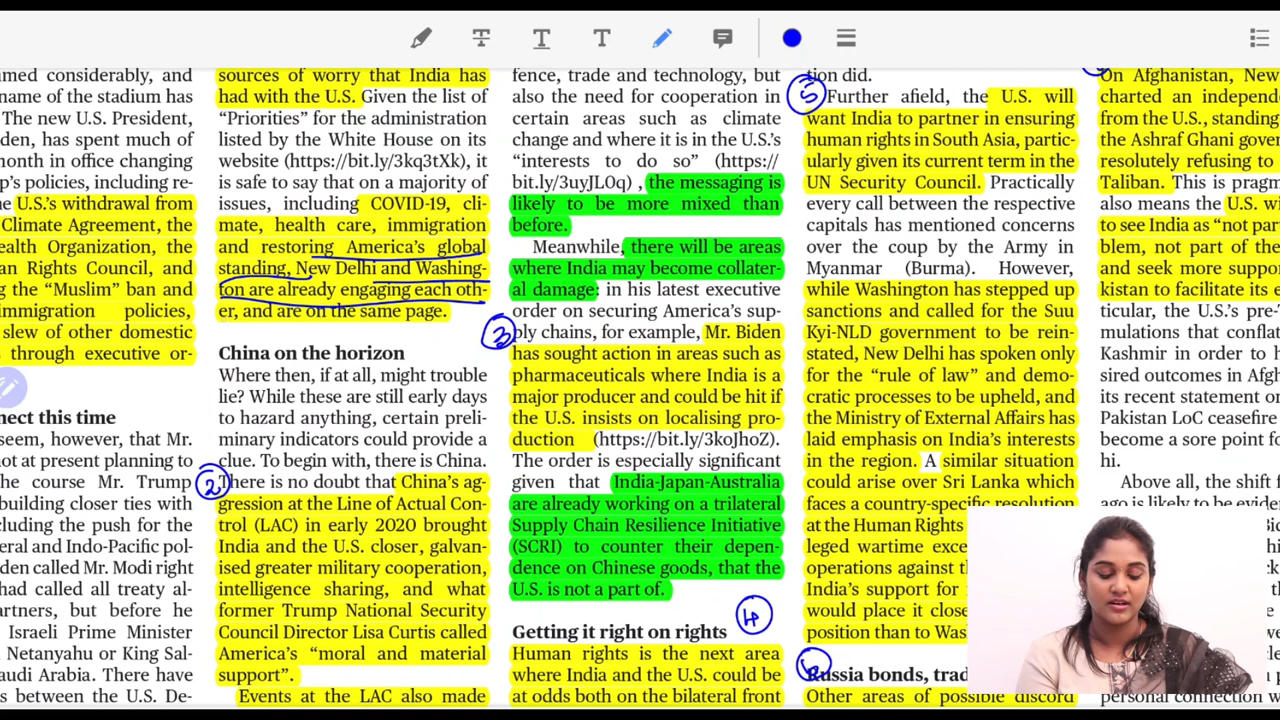 med considerably, and
name of the stadium has
The new U.S. President,
den, has spent much of
month in office changing
p's policies, including re-
e U.S.'s withdrawal from
Climate Agreement, the
ealth Organization, the
an Rights Council, and
g the “Muslim” ban and
mmigration policies,
slew of other domestic
s through executive or-
nect this time
seem, however, that Mr.
not at present planning to
he course Mr. Trump
building closer ties with
cluding the push for the
eral and Indo-Pacific pol-
den called Mr. Modi right
had called all treaty al-
artners, but before he
Israeli Prime Minister
Netanyahu or King Sal-
audi Arabia. There have
s between the U.S. De-
sources of worry that India has
had with the U.S. Given the list of
“Priorities” for the administration
listed by the White House on its
website (https://bit.ly/3kq3tXk), it
is safe to say that on a majority of
issues, including COVID-19, cli-
mate, health care, immigration
and restoring America's global
standing, New Delhi and Washing-
ton are already engaging each oth-
er, and are on the same page.
China on the horizon
Where then, if at all, might trouble
lie? While these are still early days
to hazard anything, certain preli-
minary indicators could provide a
clue. To begin with, there is China.
2 There is no doubt that China's ag-
gression at the Line of Actual Con-
trol (LAC) in early 2020 brought
India and the U.S. closer, galvan-
ised greater military cooperation,
intelligence sharing, and what
former Trump National Security
Council Director Lisa Curtis called
America's “moral and material
support”.
Events at the LAC also made
fence, trade and technology, but
also the need for cooperation in
certain areas such as climate
change and where it is in the U.S.'s
“interests to do so” (https://
bit.ly/3uyJL0q) , the messaging is
likely to be more mixed than
before.
Meanwhile, there will be areas
where India may become collater-
al damage: in his latest executive
order on securing America's sup-
3 ply chains, for example, Mr. Biden
has sought action in areas such as
pharmaceuticals where India is a
major producer and could be hit if
the U.S. insists on localising pro-
duction (https://bit.ly/3koJhoZ).
The order is especially significant
given that India-Japan-Australia
are already working on a trilateral
Supply Chain Resilience Initiative
(SCRI) to counter their depen-
dence on Chinese goods, that the
U.S. is not a part of.
4
Getting it right on rights
Human rights is the next area
where India and the U.S. could be
at odds both on the bilateral front
tion did.
5 Further afield, the U.S. will
want India to partner in ensuring
human rights in South Asia, partic-
ularly given its current term in the
UN Security Council. Practically
every call between the respective
capitals has mentioned concerns
over the coup by the Army in
Myanmar (Burma). However,
while Washington has stepped up
sanctions and called for the Suu
Kyi-NLD government to be rein-
stated, New Delhi has spoken only
for the “rule of law” and demo-
cratic processes to be upheld, and
the Ministry of External Affairs has
laid emphasis on India's interests
in the region. A similar situation
could arise over Sri Lanka which
faces a country-specific resolution
at the Human Rights
leged wartime exce
operations against th
India's support for
would place it close
position than to Was
6
Russia bonds, trad
Other areas of possible discord
On Afghanistan, New
charted an independe
from the U.S., standing
the Ashraf Ghani gover
resolutely refusing to
Taliban. This is pragm
also means the U.S. wi
to see India as “not par
blem, not part of the
and seek more suppo
kistan to facilitate its e
ticular, the U.S.'s pre-T
mulations that conflat
Kashmir in order to h
sired outcomes in Afgh
its recent statement on
Pakistan LoC ceasefire
become a sore point fo
hi.
Above all, the shift f
ago is likely to be evide
personal connection w